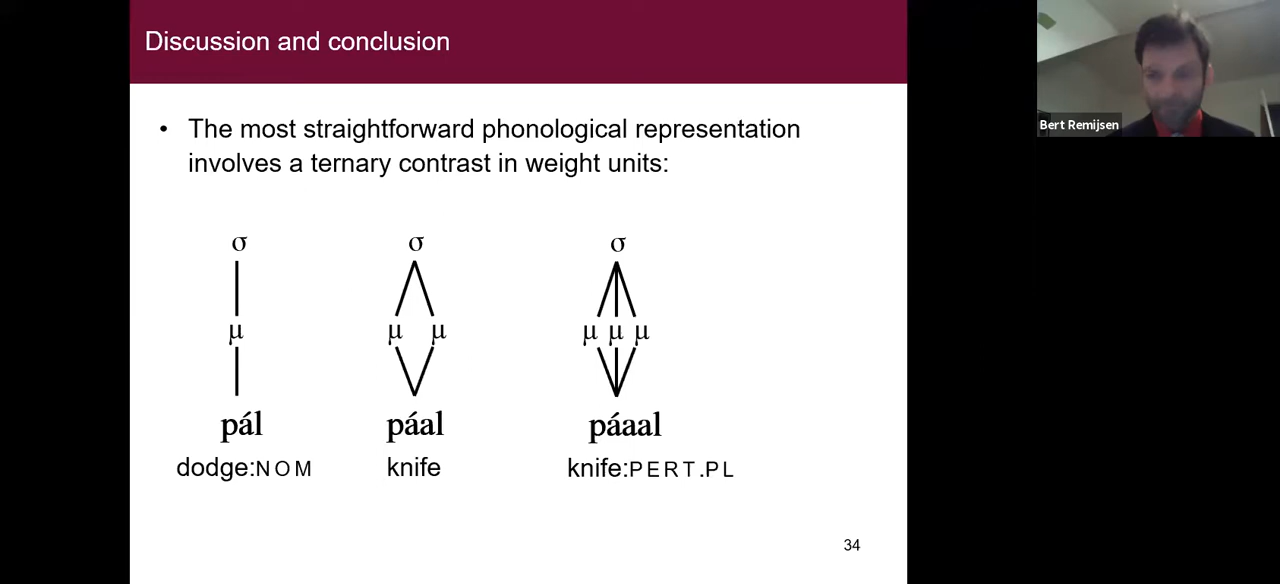 Discussion and conclusion
Bert Remijsen
• The most straightforward phonological representation
involves a ternary contrast in weight units:
σ σ σ
μ μ μ μ μ μ
pál páal páaal
dodge:NOM knife knife:PERT.PL
34